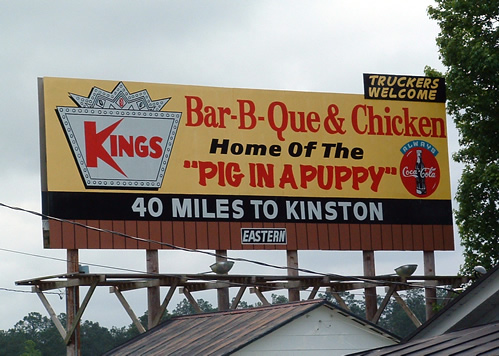 TRUCKERS
WELCOME
KINGS
Bar-B-Que & Chicken
Home Of The
"PIG IN A PUPPY"
ALWAYS
Coca-Cola
40 MILES TO KINSTON
EASTERN